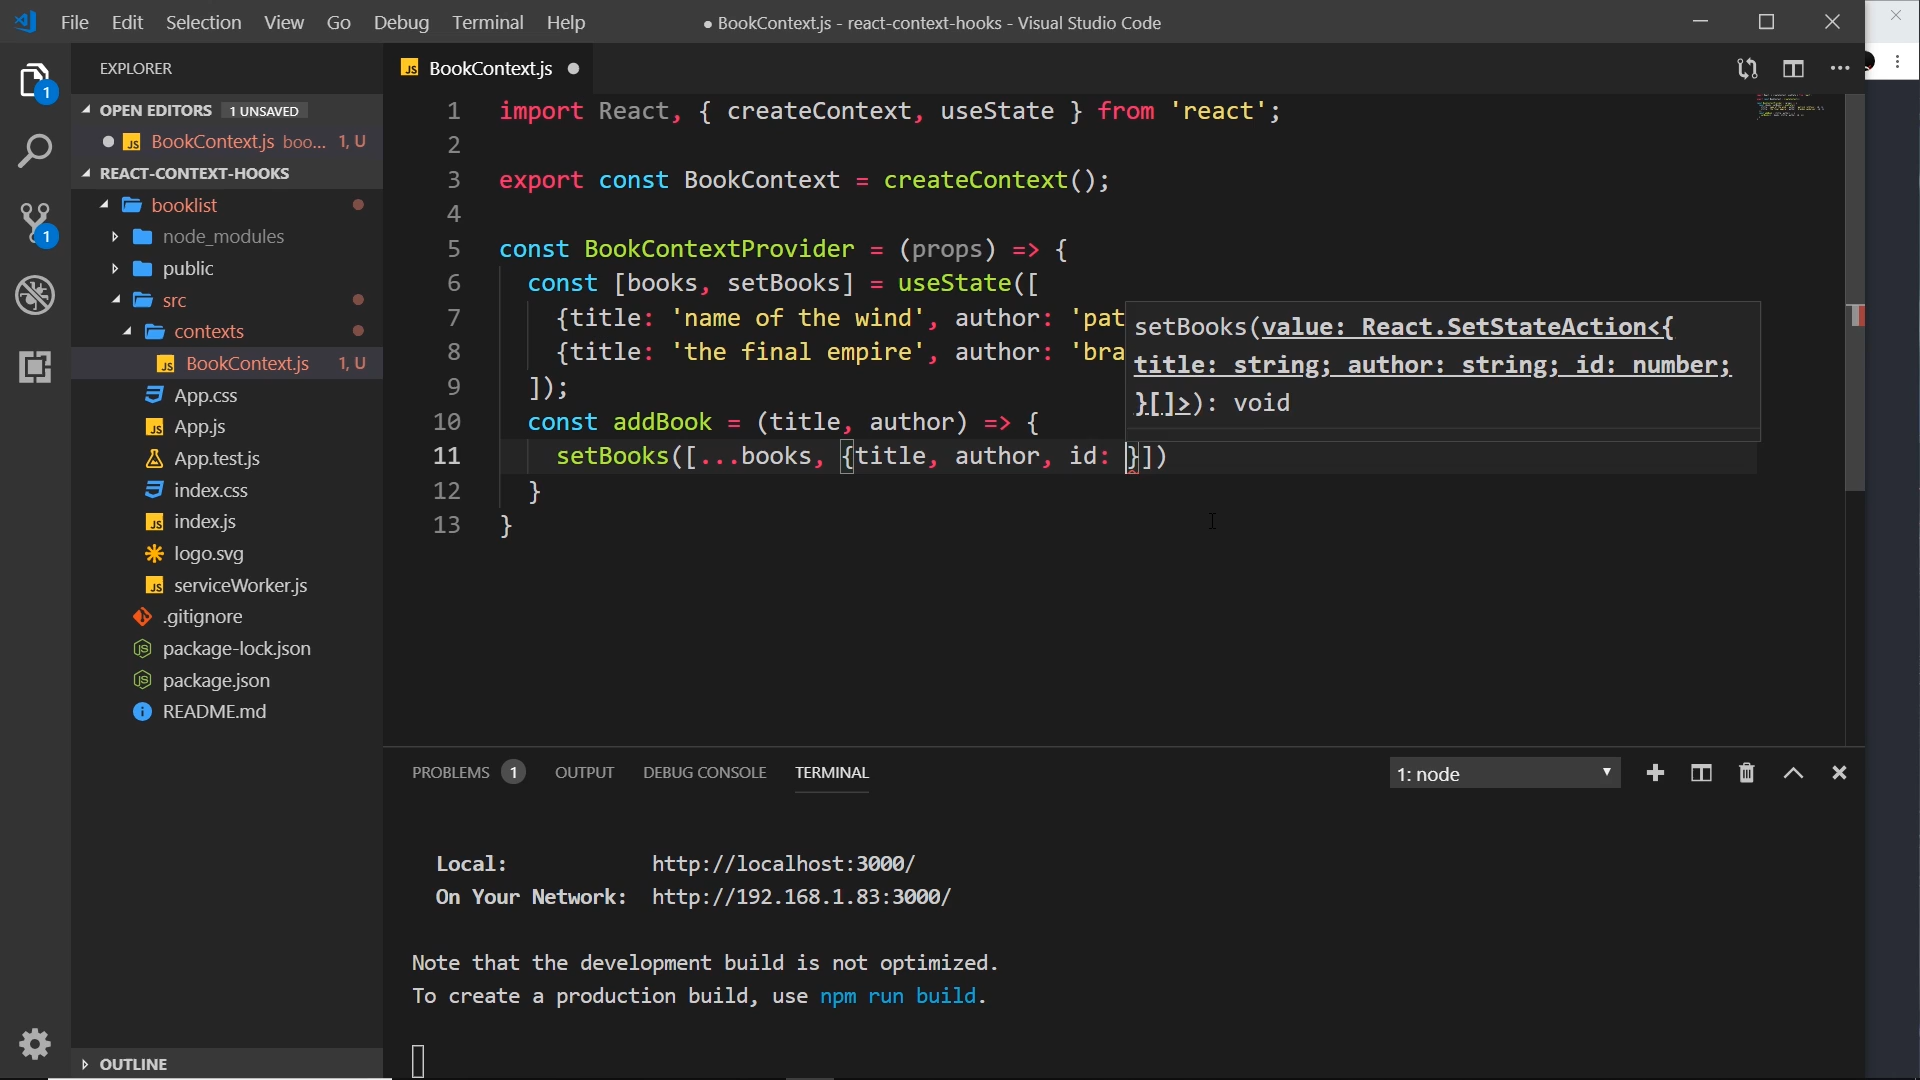 File Edit Selection View Go Debug Terminal Help
● BookContext.js - react-context-hooks - Visual Studio Code
EXPLORER
OPEN EDITORS 1 UNSAVED
BookContext.js boo... 1, U
REACT-CONTEXT-HOOKS
booklist
node_modules
public
src
contexts
BookContext.js 1, U
App.css
App.js
App.test.js
index.css
index.js
logo.svg
serviceWorker.js
.gitignore
package-lock.json
package.json
README.md
OUTLINE
1
1
BookContext.js
1 import React, { createContext, useState } from 'react';
2
3 export const BookContext = createContext();
4
5 const BookContextProvider = (props) => {
6 const [books, setBooks] = useState([
7 {title: 'name of the wind', author: 'pat
8 {title: 'the final empire', author: 'bra
9 ]);
10 const addBook = (title, author) => {
11 setBooks([...books, {title, author, id: }])
12 }
13 }
setBooks(value: React.SetStateAction<{
title: string; author: string; id: number;
}[]>): void
PROBLEMS 1 OUTPUT DEBUG CONSOLE TERMINAL
1: node
Local: http://localhost:3000/
On Your Network: http://192.168.1.83:3000/
Note that the development build is not optimized.
To create a production build, use npm run build.